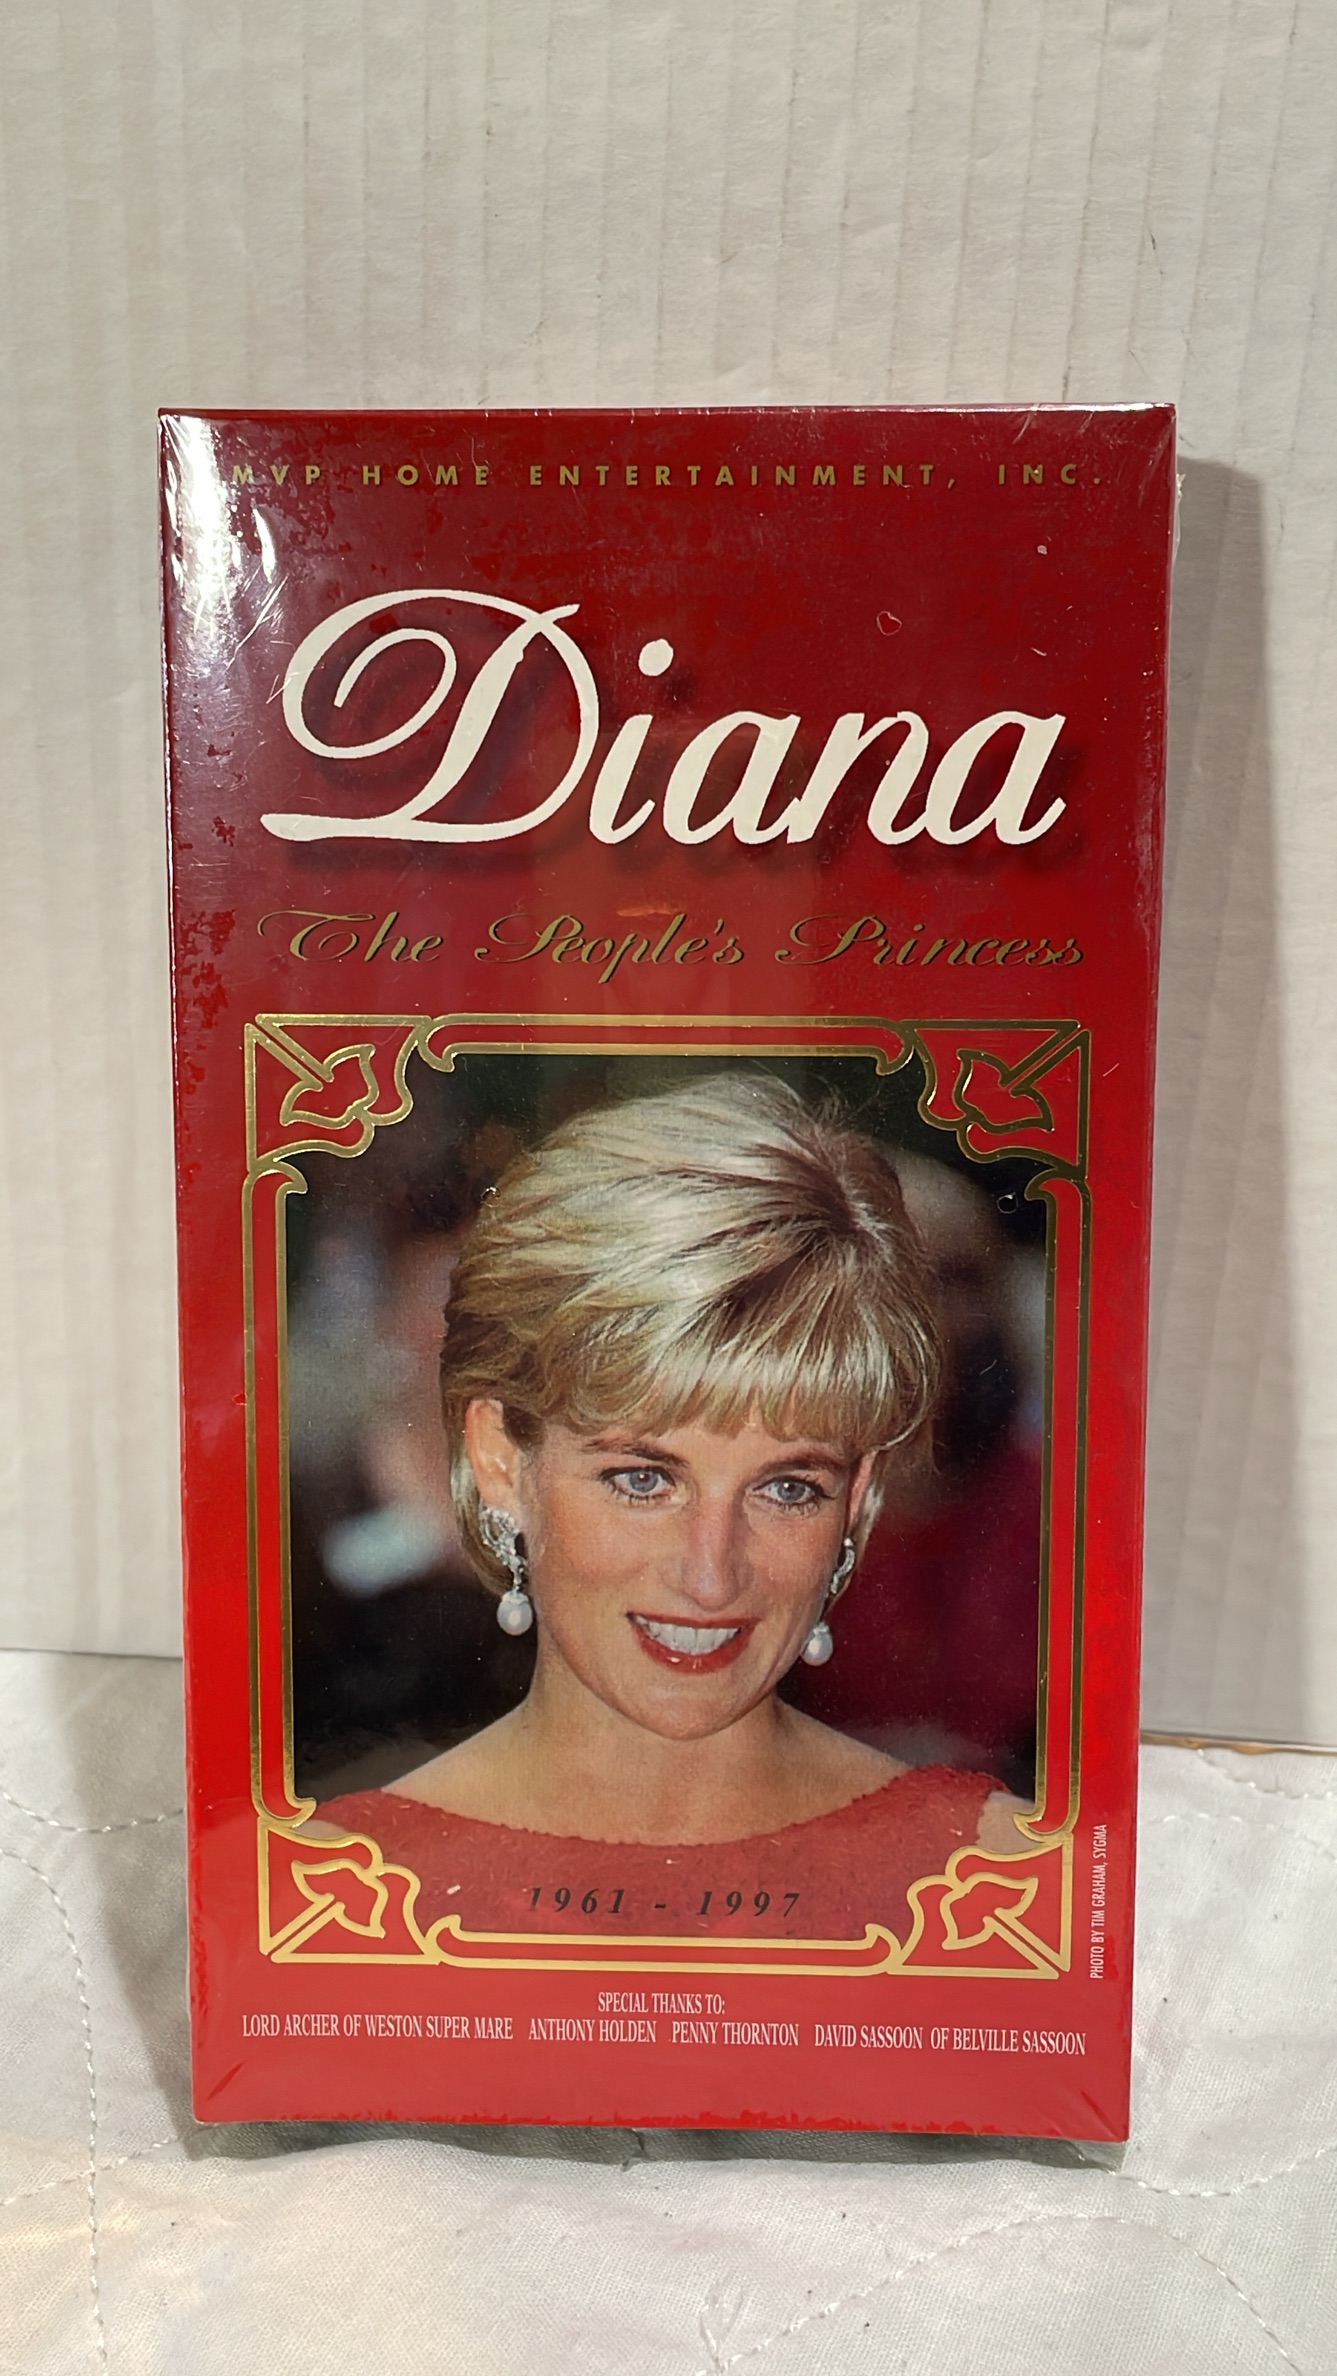 MVP HOME ENTERTAINMENT, INC.
Diana
The People's Princess
1961 - 1997
PHOTO BY TIM GRAHAM, SYGMA
SPECIAL THANKS TO:
LORD ARCHER OF WESTON SUPER MARE ANTHONY HOLDEN PENNY THORNTON DAVID SASSOON OF BELVILLE SASSOON